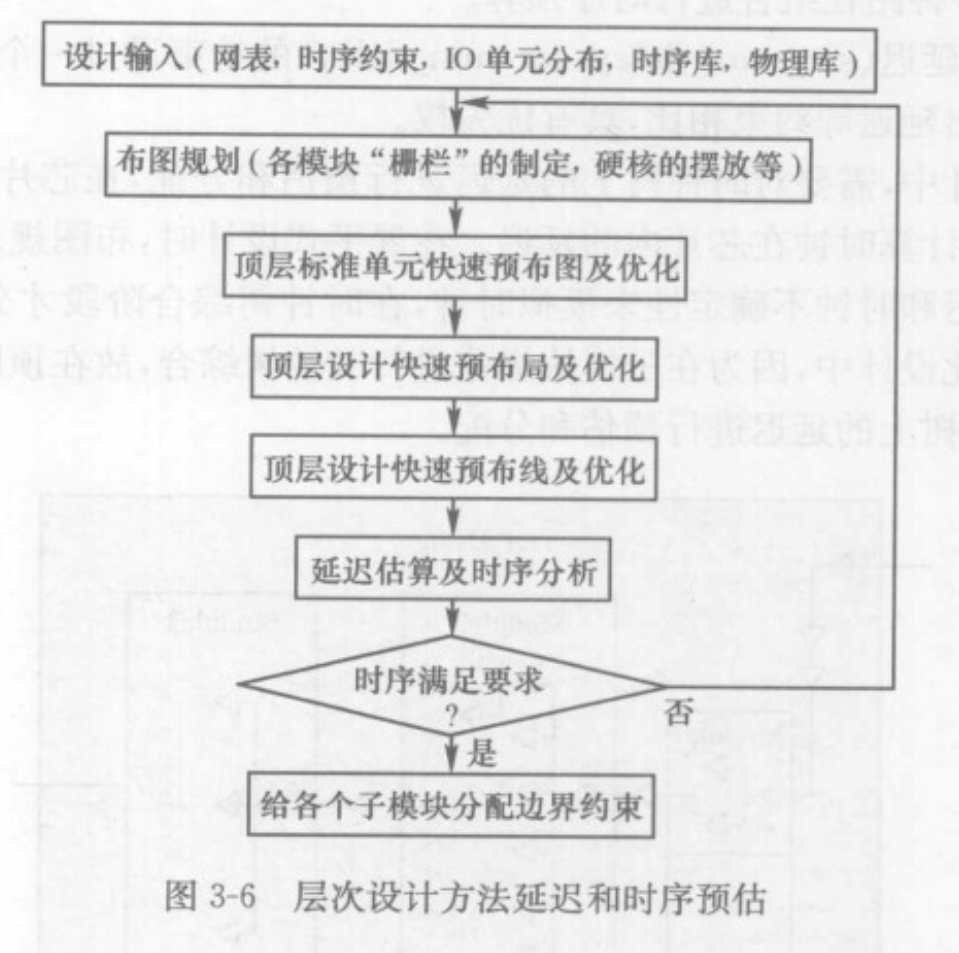 设计输入（网表，时序约束，IO单元分布，时序库，物理库）
布图规划（各模块“栅栏”的制定，硬核的摆放等）
顶层标准单元快速预布图及优化
顶层设计快速预布局及优化
顶层设计快速预布线及优化
延迟估算及时序分析
时序满足要求
?
否
是
给各个子模块分配边界约束
图 3-6 层次设计方法延迟和时序预估